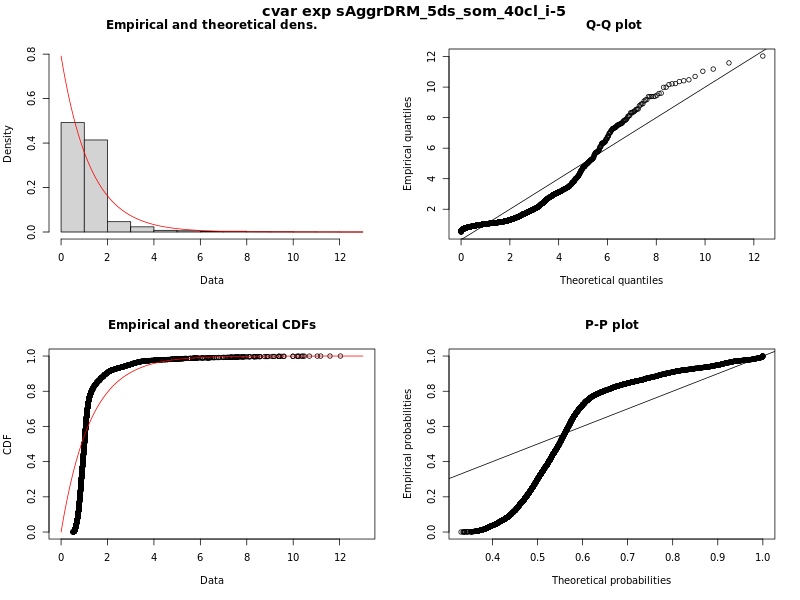 cvar exp sAggrDRM_5ds_som_40cl_i-5
Empirical and theoretical dens.
Density
0.0 0.2 0.4 0.6 0.8
0 2 4 6 8 10 12
Data
Q-Q plot
Empirical quantiles
2 4 6 8 10 12
0 2 4 6 8 10 12
Theoretical quantiles
Empirical and theoretical CDFs
CDF
0.0 0.2 0.4 0.6 0.8 1.0
0 2 4 6 8 10 12
Data
P-P plot
Empirical probabilities
0.0 0.2 0.4 0.6 0.8 1.0
0.4 0.5 0.6 0.7 0.8 0.9 1.0
Theoretical probabilities